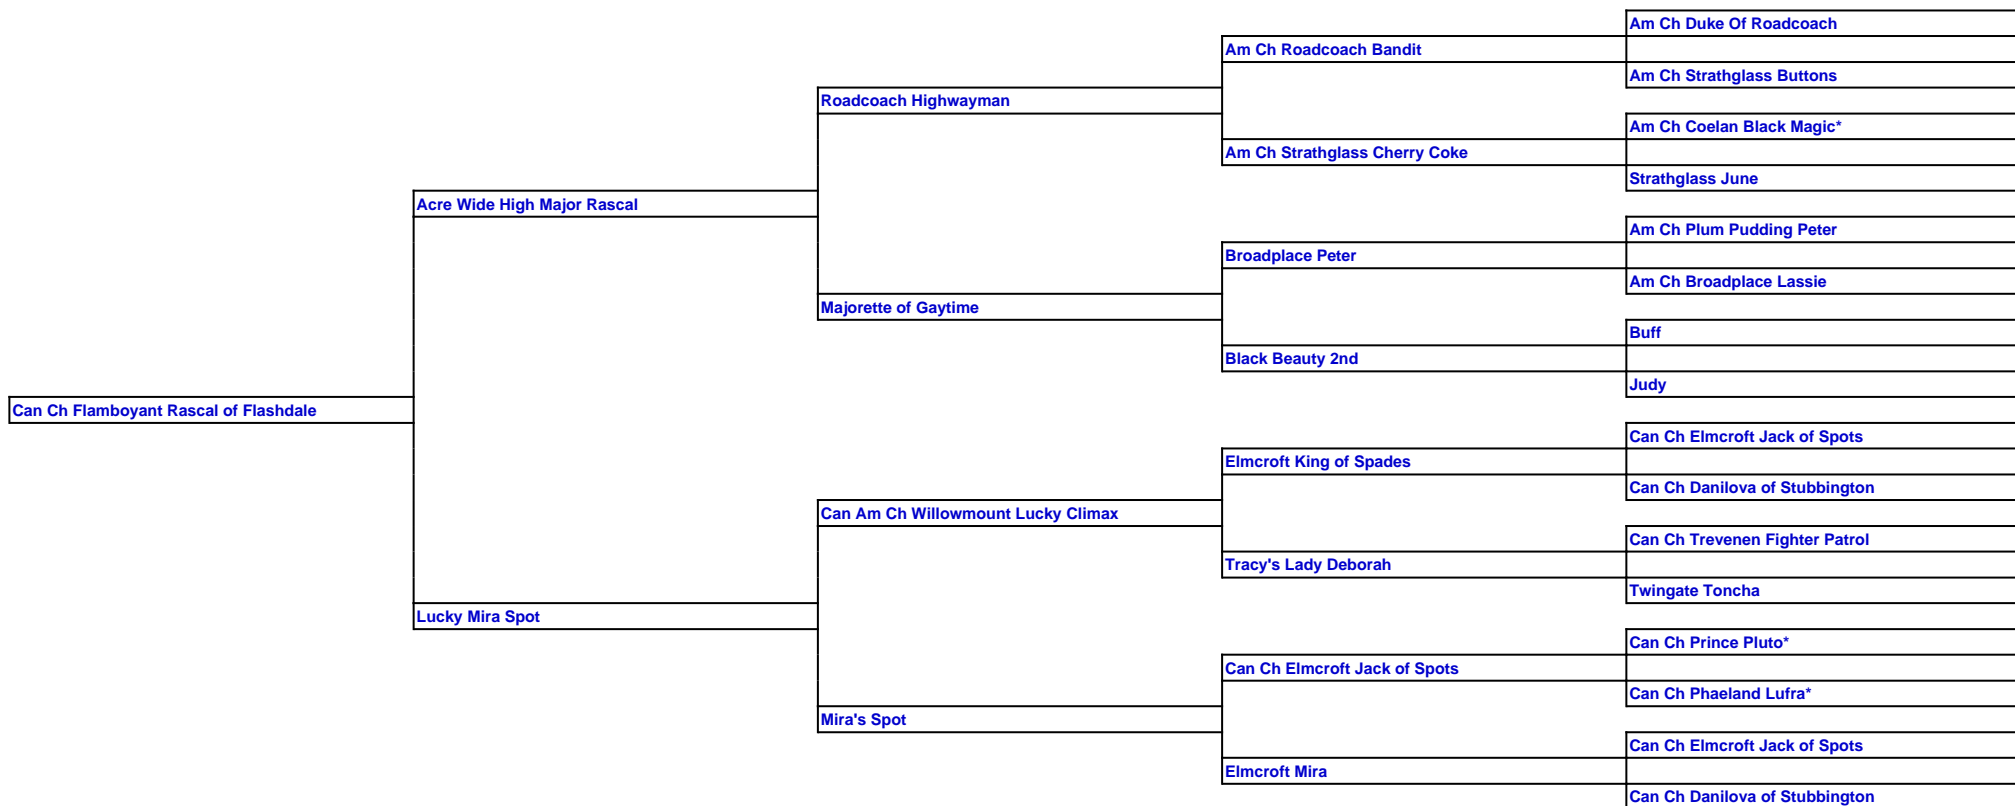 Am Ch Duke Of Roadcoach
Am Ch Roadcoach Bandit
Am Ch Strathglass Buttons
Roadcoach Highwayman
Am Ch Coelan Black Magic*
Am Ch Strathglass Cherry Coke
Strathglass June
Acre Wide High Major Rascal
Am Ch Plum Pudding Peter
Broadplace Peter
Am Ch Broadplace Lassie
Majorette of Gaytime
Buff
Black Beauty 2nd
Judy
Can Ch Flamboyant Rascal of Flashdale
Can Ch Elmcroft Jack of Spots
Elmcroft King of Spades
Can Ch Danilova of Stubbington
Can Am Ch Willowmount Lucky Climax
Can Ch Trevenen Fighter Patrol
Tracy's Lady Deborah
Twingate Toncha
Lucky Mira Spot
Can Ch Prince Pluto*
Can Ch Elmcroft Jack of Spots
Can Ch Phaeland Lufra*
Mira's Spot
Can Ch Elmcroft Jack of Spots
Elmcroft Mira
Can Ch Danilova of Stubbington